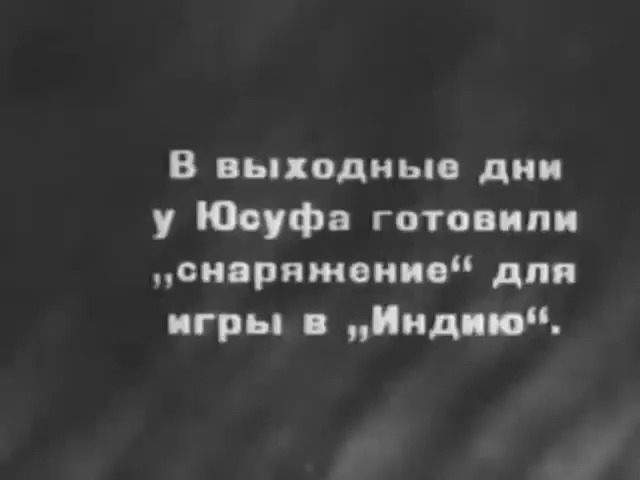 В выходные дни
у Юсуфа готовили
„снаряжение“ для
игры в „Индию“.